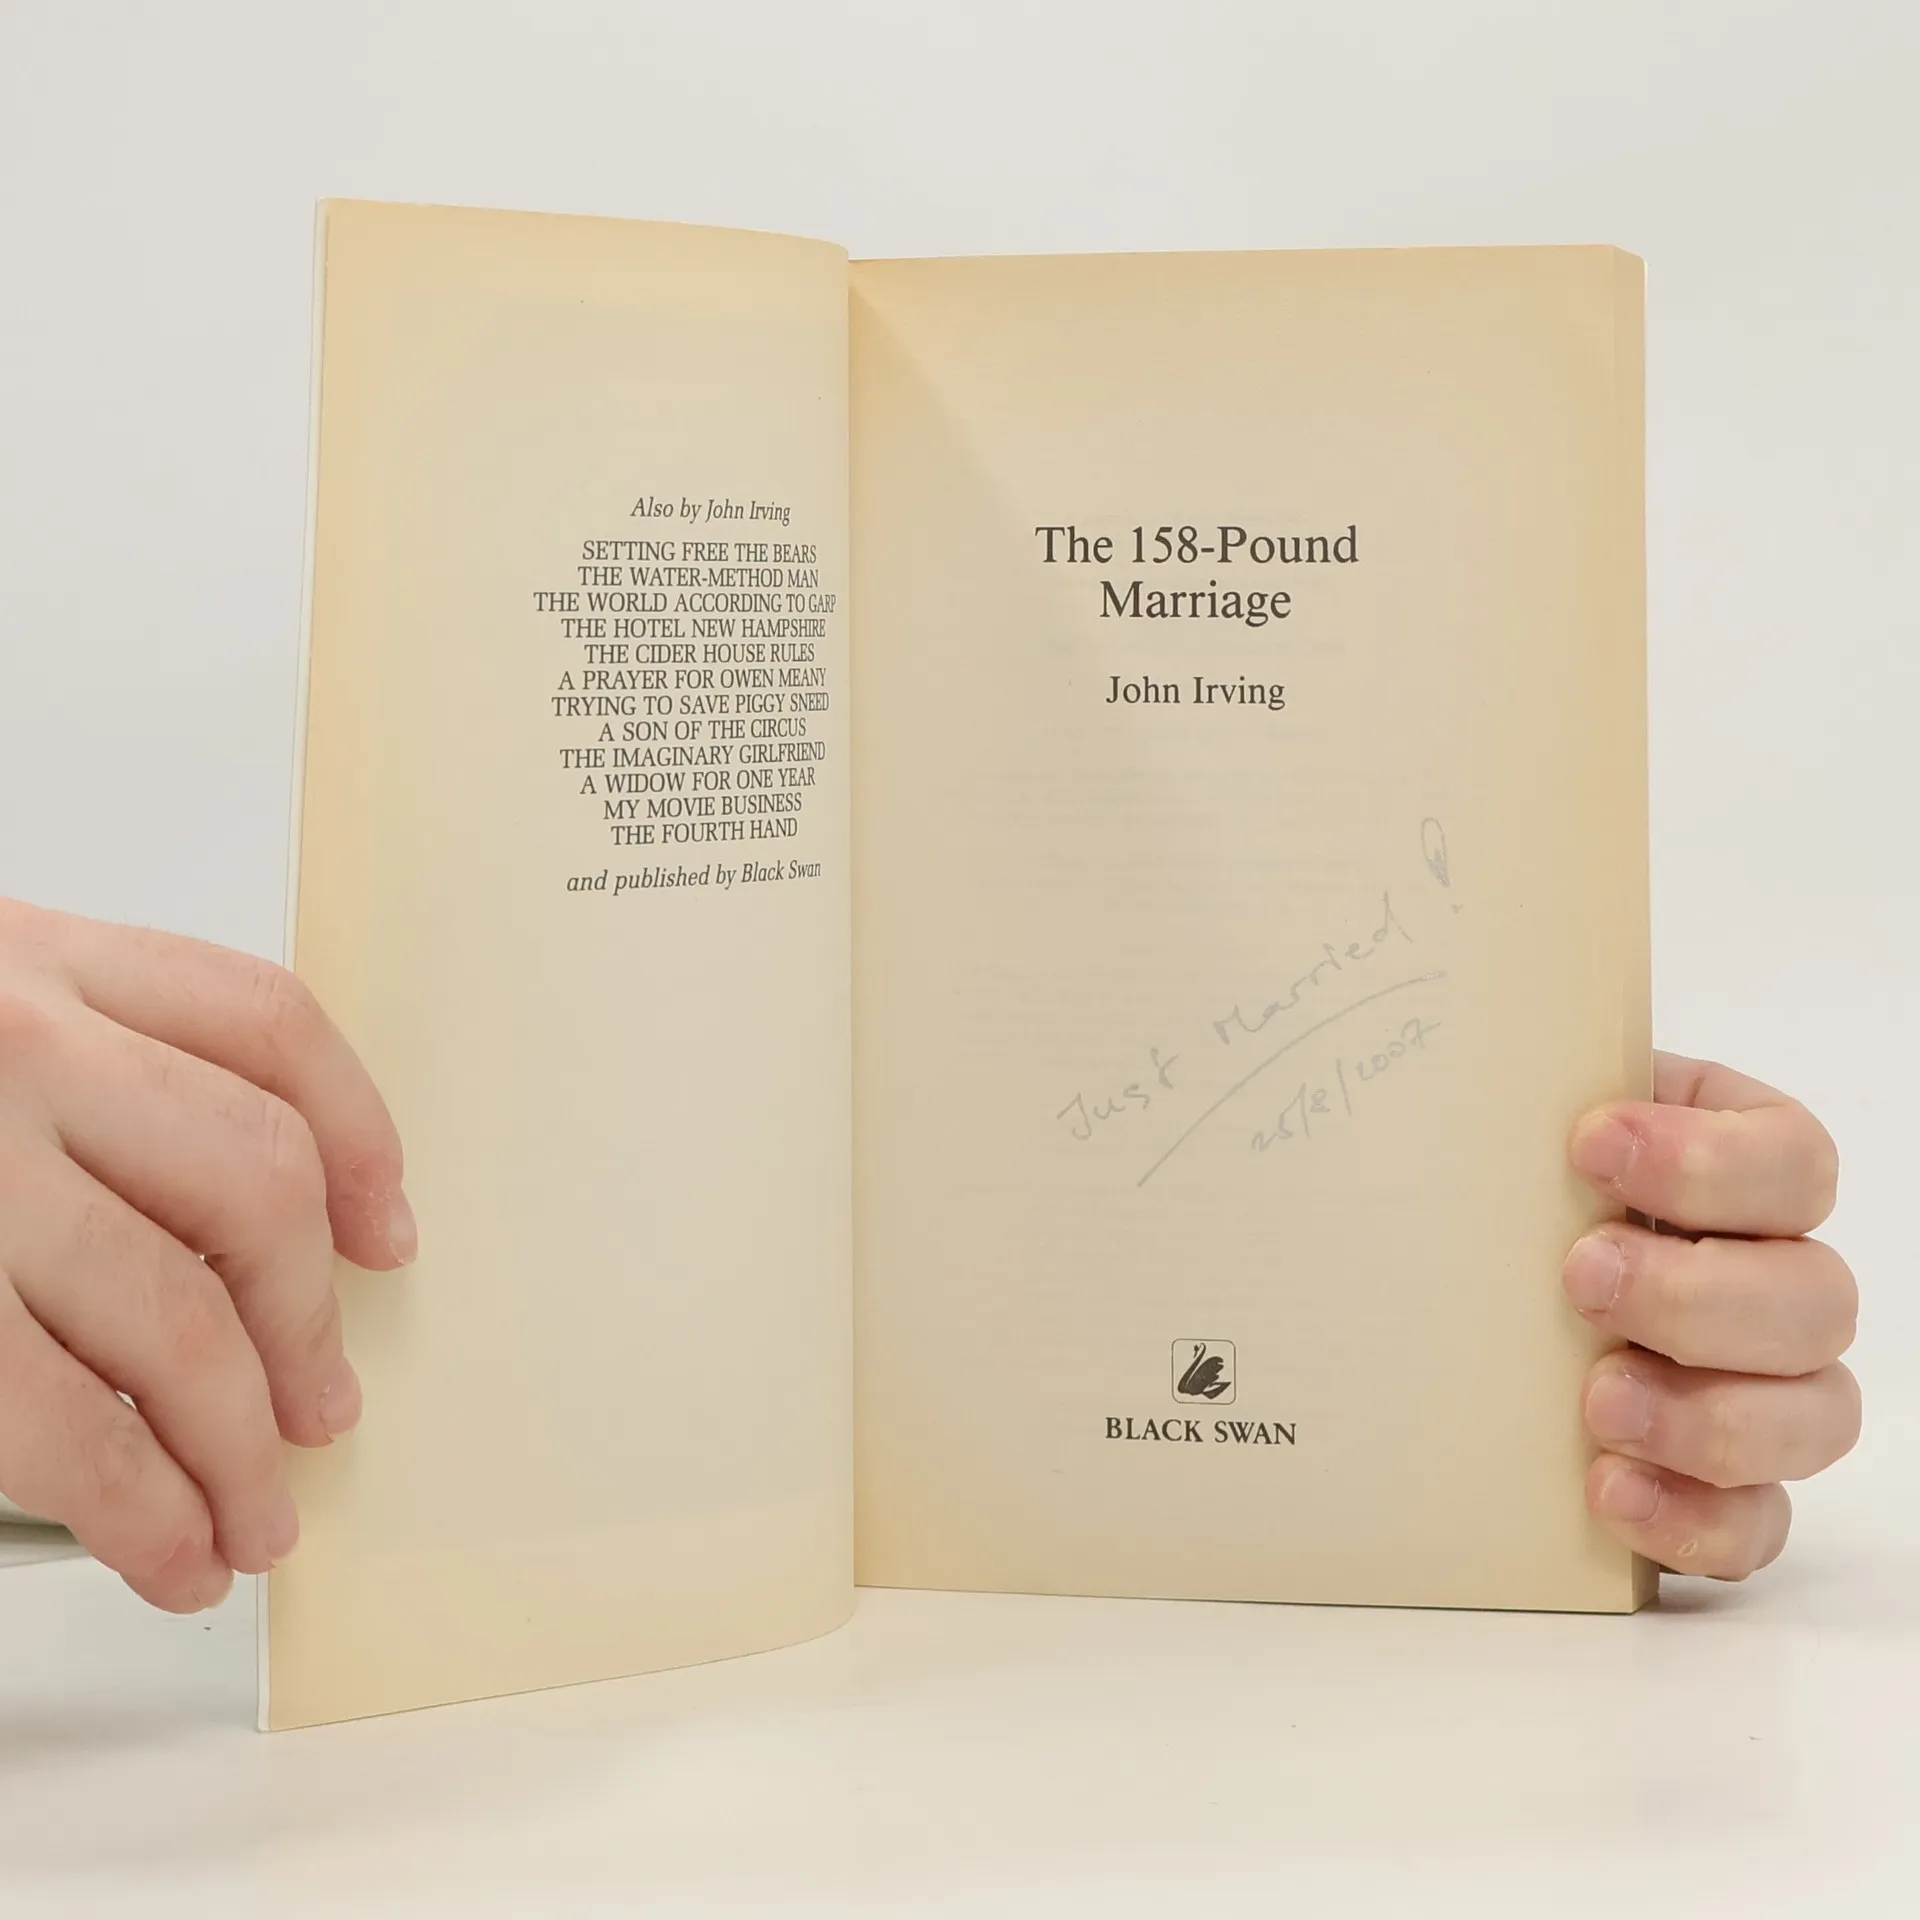 Also by John Irving
SETTING FREE THE BEARS
THE WATER-METHOD MAN
THE WORLD ACCORDING TO GARP
THE HOTEL NEW HAMPSHIRE
THE CIDER HOUSE RULES
A PRAYER FOR OWEN MEANY
TRYING TO SAVE PIGGY SNEED
A SON OF THE CIRCUS
THE IMAGINARY GIRLFRIEND
A WIDOW FOR ONE YEAR
MY MOVIE BUSINESS
THE FOURTH HAND
and published by Black Swan
The 158-Pound
Marriage
John Irving
Just Married!
25/8/2007
BLACK SWAN